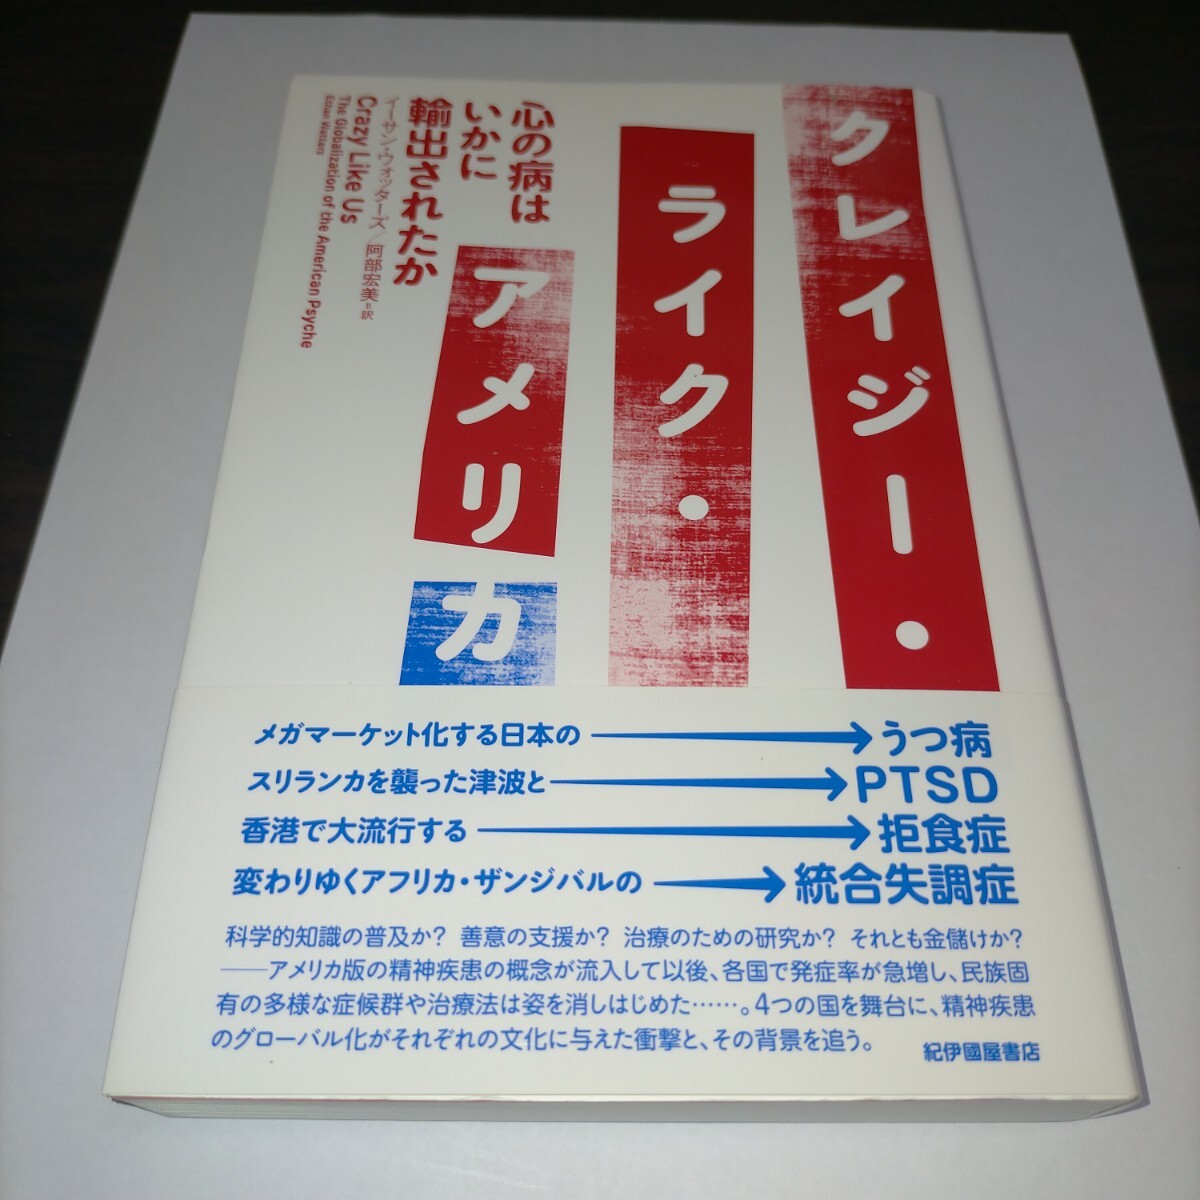 クレイジー・
ライク・
アメリカ
心の病は
いかに
輸出されたか
イーサン・ウォッターズ/阿部宏美=訳
Crazy Like Us
The Globalization of the American Psyche
Ethan Watters
メガマーケット化する日本の→うつ病
スリランカを襲った津波と→PTSD
香港で大流行する→拒食症
変わりゆくアフリカ・ザンジバルの→統合失調症
科学的知識の普及か? 善意の支援か? 治療のための研究か? それとも金儲けか?
――アメリカ版の精神疾患の概念が流入して以後、各国で発症率が急増し、民族固
有の多様な症候群や治療法は姿を消しはじめた……。4つの国を舞台に、精神疾患
のグローバル化がそれぞれの文化に与えた衝撃と、その背景を追う。
紀伊國屋書店